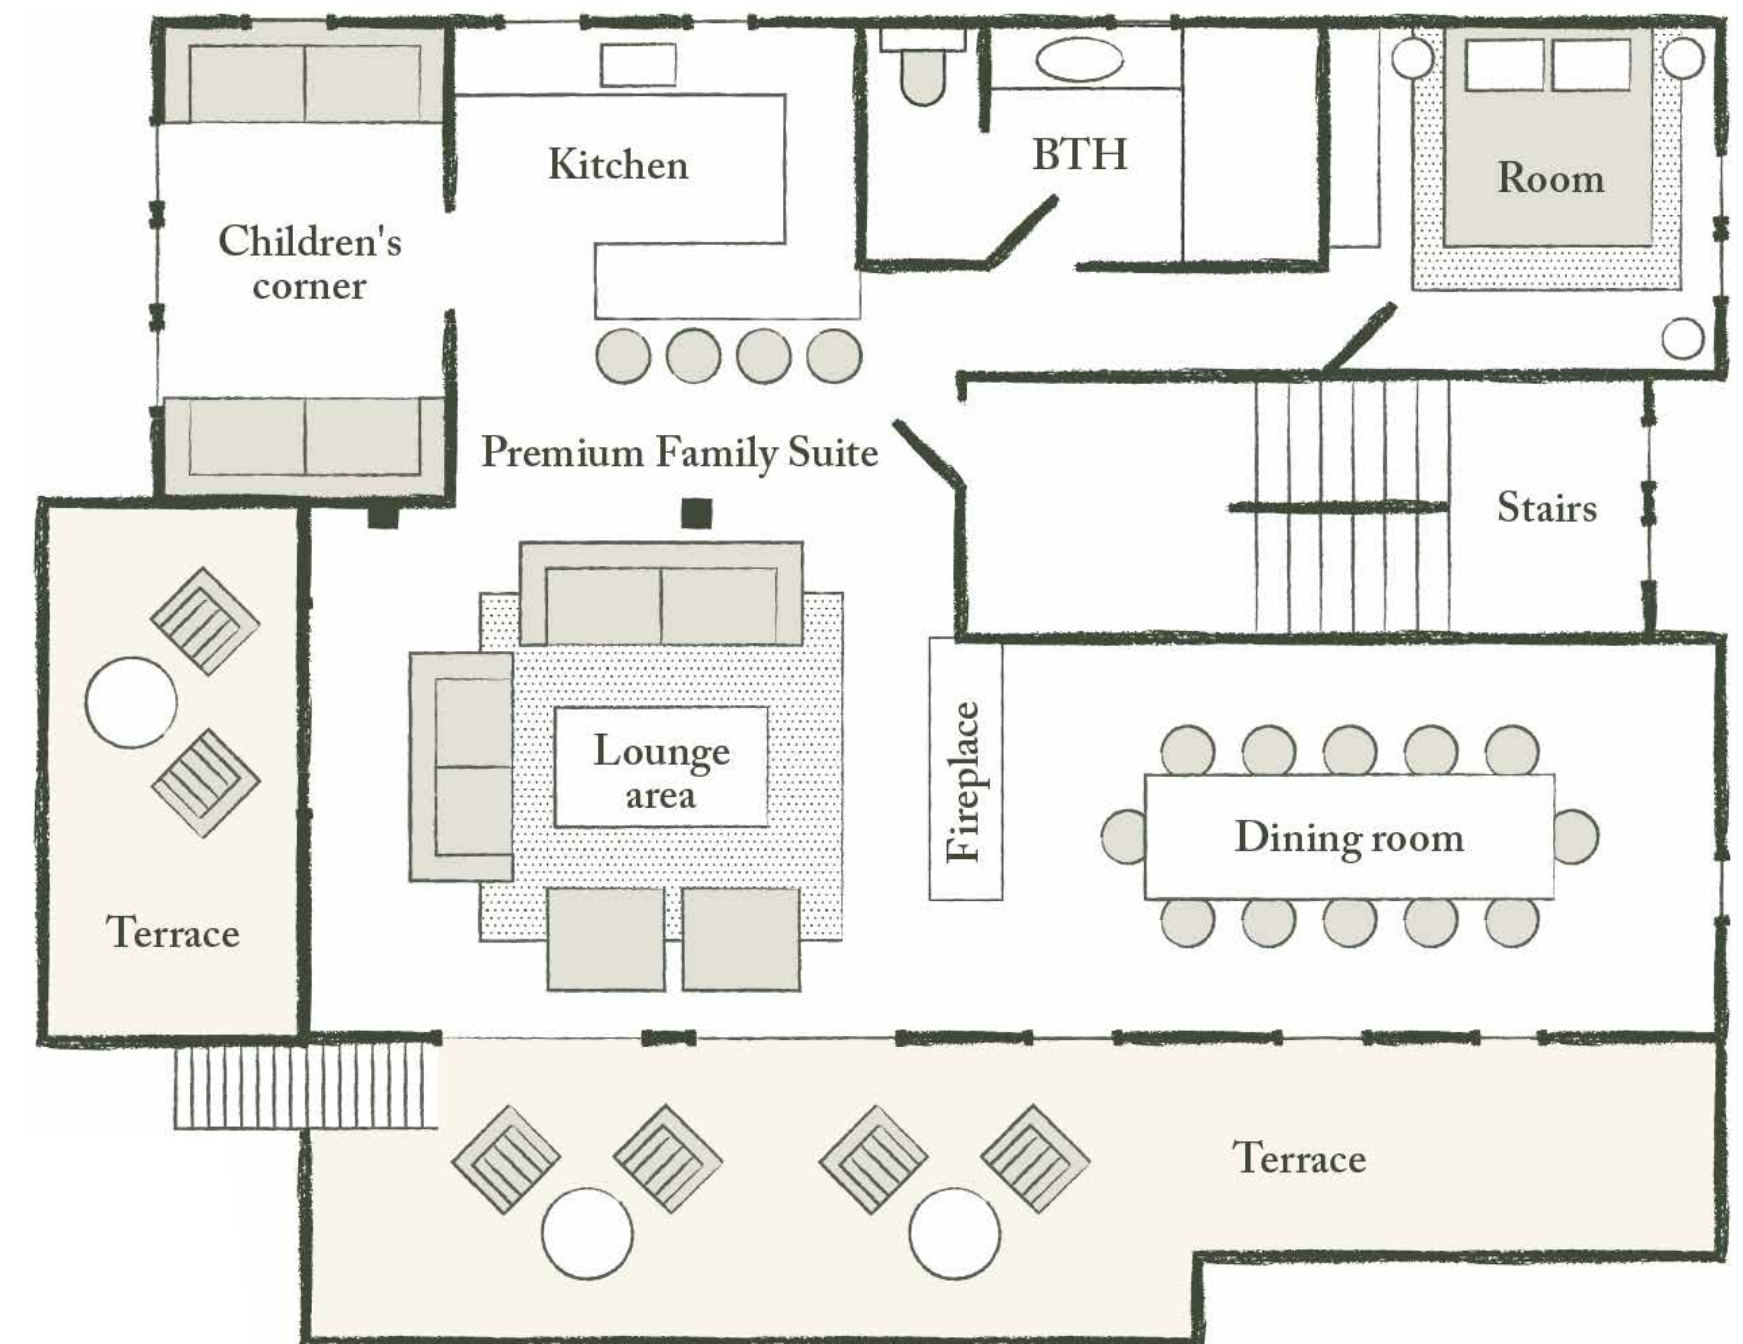 Kitchen
BTH
Room
Children's
corner
Premium Family Suite
Stairs
Lounge
area
Fireplace
Dining room
Terrace
Terrace